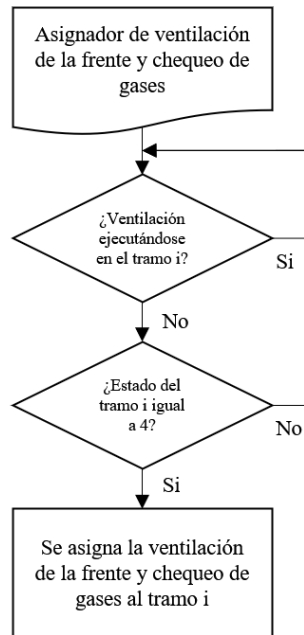 Asignador de ventilación
de la frente y chequeo de
gases
¿Ventilación
ejecutándose
en el tramo i?
Si
No
¿Estado del
tramo i igual
a 4?
No
Si
Se asigna la ventilación
de la frente y chequeo de
gases al tramo i